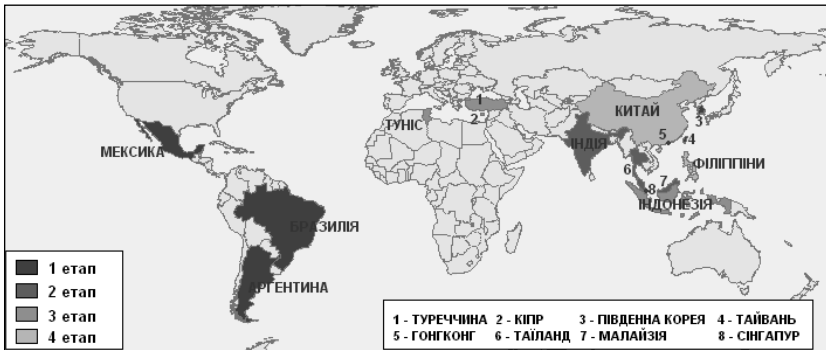 1
КИТАЙ
2
3
ТУНІС
5
4
МЕКСИКА
ІНДІЯ
6
ФІЛІППІНИ
7
8
ІНДОНЕЗІЯ
БРАЗИЛІЯ
АРГЕНТИНА
1 етап
2 етап
3 етап
4 етап
1 - ТУРЕЧЧИНА 2 - КІПР 3 - ПІВДЕННА КОРЕЯ 4 - ТАЙВАНЬ
5 - ГОНГКОНГ 6 - ТАЇЛАНД 7 - МАЛАЙЗІЯ 8 - СІНГАПУР